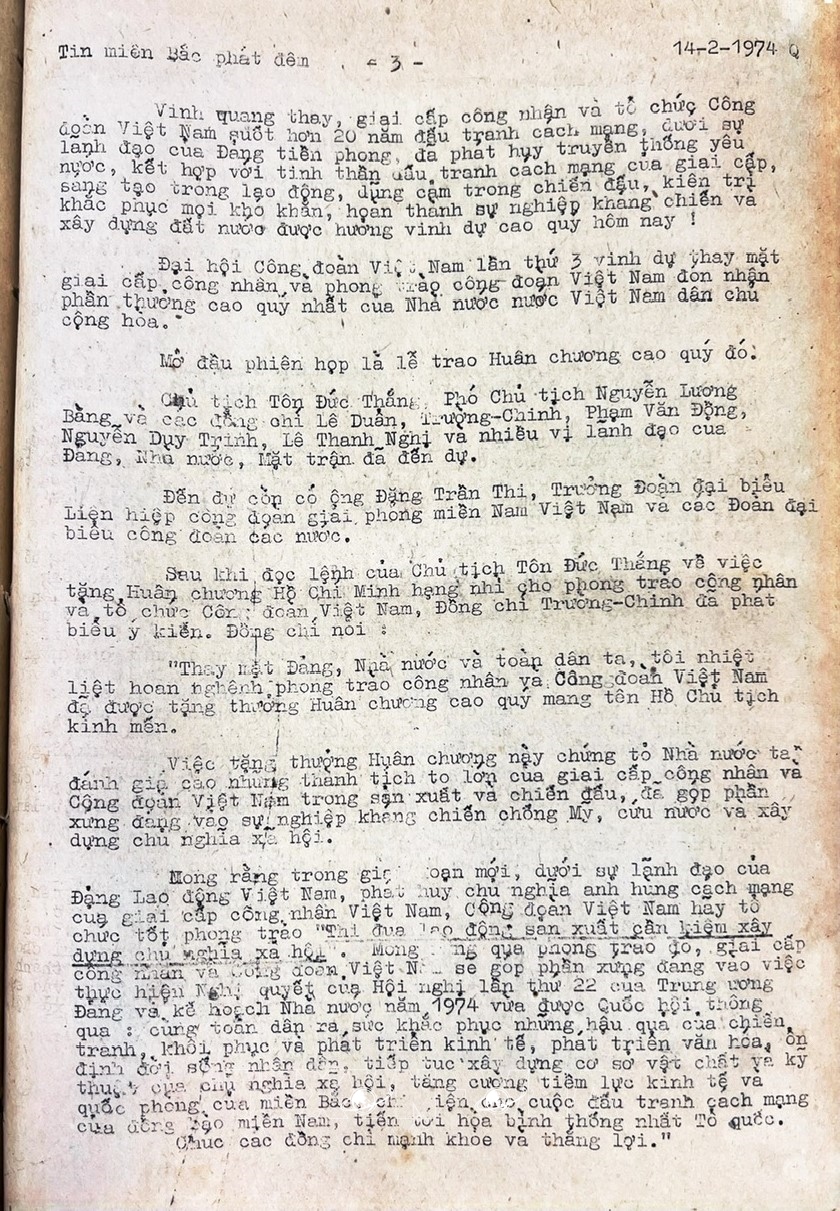 Tin miền Bắc phát đêm - 3 - 14-2-1974 Q
Vinh quang thay, giai cấp công nhân và tổ chức Công
đoàn Việt Nam suốt hơn 20 năm đấu tranh cách mạng, dưới sự
lãnh đạo của Đảng tiền phong, đã phát huy truyền thống yêu
nước, kết hợp với tinh thần đấu tranh cách mạng của giai cấp,
sáng tạo trong lao động, dũng cảm trong chiến đấu, kiên trì
khắc phục mọi khó khăn, hoàn thành sự nghiệp kháng chiến và
xây dựng đất nước được hưởng vinh dự cao quý hôm nay !
Đại hội Công đoàn Việt Nam lần thứ 3 vinh dự thay mặt
giai cấp công nhân và phong trào công đoàn Việt Nam đón nhận
phần thưởng cao quý nhất của Nhà nước nước Việt Nam dân chủ
cộng hòa.
Mở đầu phiên họp là lễ trao Huân chương cao quý đó.
Chủ tịch Tôn Đức Thắng, Phó Chủ tịch Nguyễn Lương
Bằng và các đồng chí Lê Duẩn, Trường-Chinh, Phạm Văn Đồng,
Nguyễn Duy Trinh, Lê Thanh Nghị và nhiều vị lãnh đạo của
Đảng, Nhà nước, Mặt trận đã đến dự.
Đến dự còn có ông Đặng Trần Thi, Trưởng Đoàn đại biểu
Liên hiệp công đoàn giải phóng miền Nam Việt Nam và các Đoàn đại
biểu công đoàn các nước.
Sau khi đọc lệnh của Chủ tịch Tôn Đức Thắng về việc
tặng Huân chương Hồ Chí Minh hạng nhì cho phong trào công nhân
và tổ chức Công đoàn Việt Nam, Đồng chí Trường-Chinh đã phát
biểu ý kiến. Đồng chí nói :
"Thay mặt Đảng, Nhà nước và toàn dân ta, tôi nhiệt
liệt hoan nghênh phong trào công nhân và Công đoàn Việt Nam
đã được tặng thưởng Huân chương cao quý mang tên Hồ Chủ tịch
kính mến.
Việc tặng thưởng Huân chương này chứng tỏ Nhà nước ta
đánh giá cao những thành tích to lớn của giai cấp công nhân và
Công đoàn Việt Nam trong sản xuất và chiến đấu, đã góp phần
xứng đáng vào sự nghiệp kháng chiến chống Mỹ, cứu nước và xây
dựng chủ nghĩa xã hội.
Mong rằng trong mới, dưới sự lãnh đạo của
Đảng Lao động Việt Nam, phát huy chủ nghĩa anh hùng cách mạng
của giai cấp công nhân Việt Nam, Công đoàn Việt Nam hãy tổ
chức tốt phong trào "Thi đua lao động sản xuất cần kiệm xây
dựng chủ nghĩa xã hội". Mong qua phong trào đó, giai cấp
công nhân và Công đoàn Việt sẽ góp phần xứng đáng vào việc
thực hiện Nghị quyết của Hội nghị lần thứ 22 của Trung ương
Đảng và kế hoạch Nhà nước năm 1974 vừa được Quốc hội thông
qua : cùng toàn dân ra sức khắc phục những hậu quả của chiến
tranh, khôi phục và phát triển kinh tế, phát triển văn hóa, ổn
định đời sống nhân dân, tiếp tục xây dựng cơ sở vật chất và kỹ
thuật của chủ nghĩa xã hội, tăng cường tiềm lực kinh tế và
quốc phòng của miền Bắc, cho cuộc đấu tranh cách mạng
của đồng bào miền Nam, tiến tới hòa bình thống nhất Tổ quốc.
Chúc các đồng chí mạnh khỏe và thắng lợi."